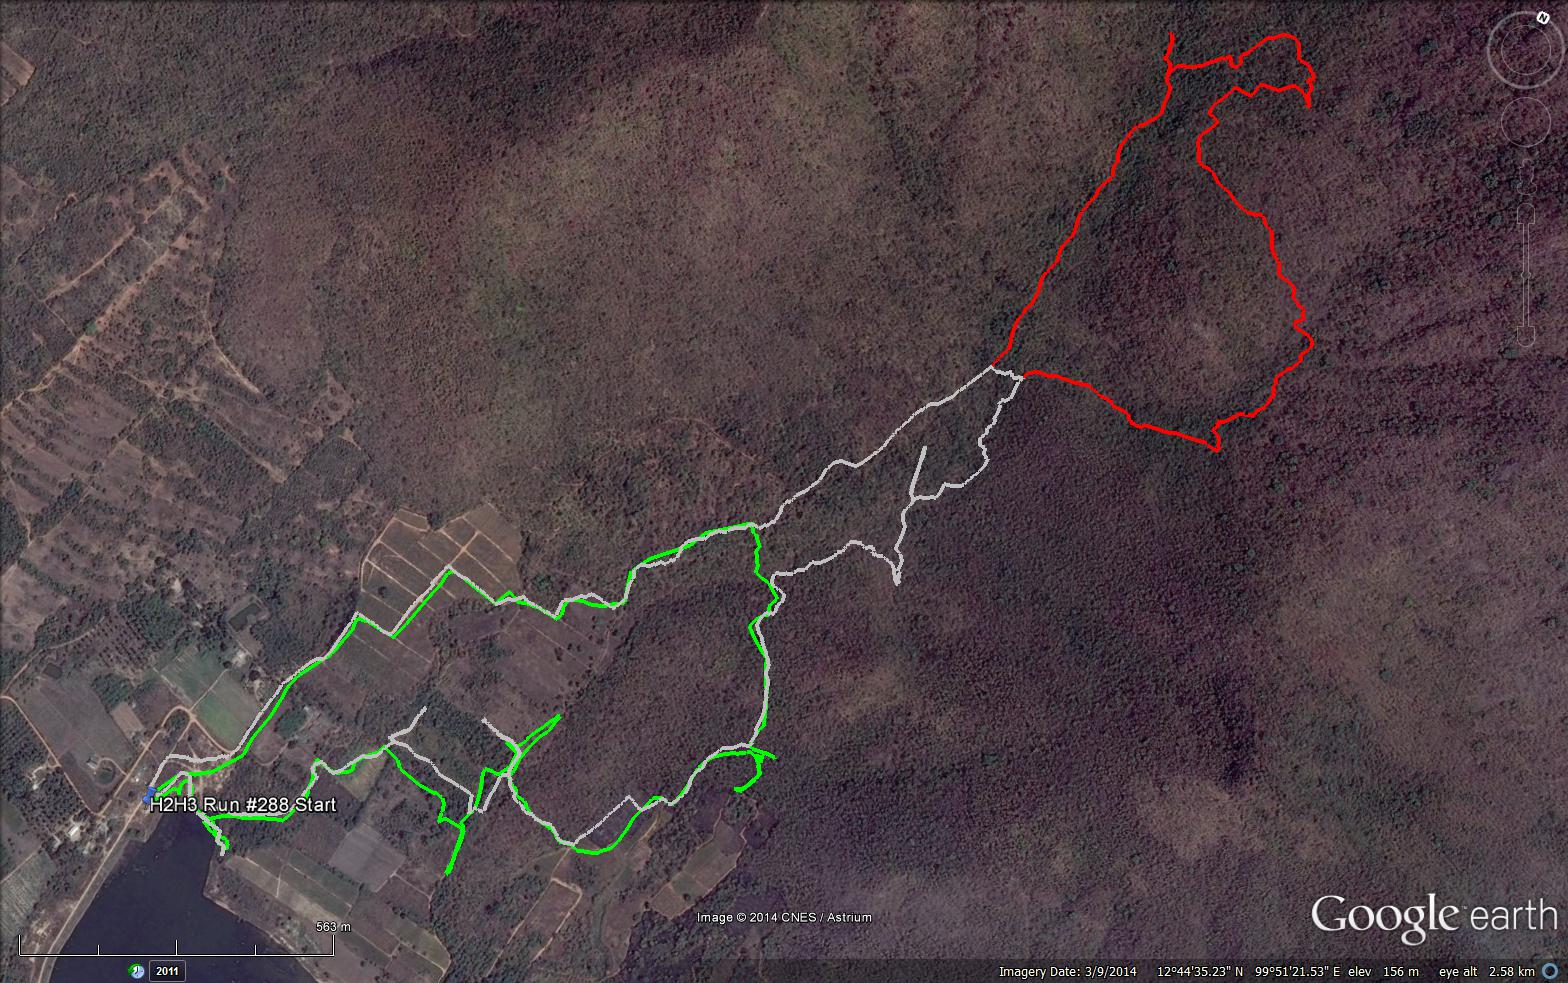 N
H2H3 Run #288 Start
Image © 2014 CNES / Astrium
Google earth
563 m
2011
Imagery Date: 3/9/2014 12°44'35.23" N 99°51'21.53" E elev 156 m eye alt 2.58 km